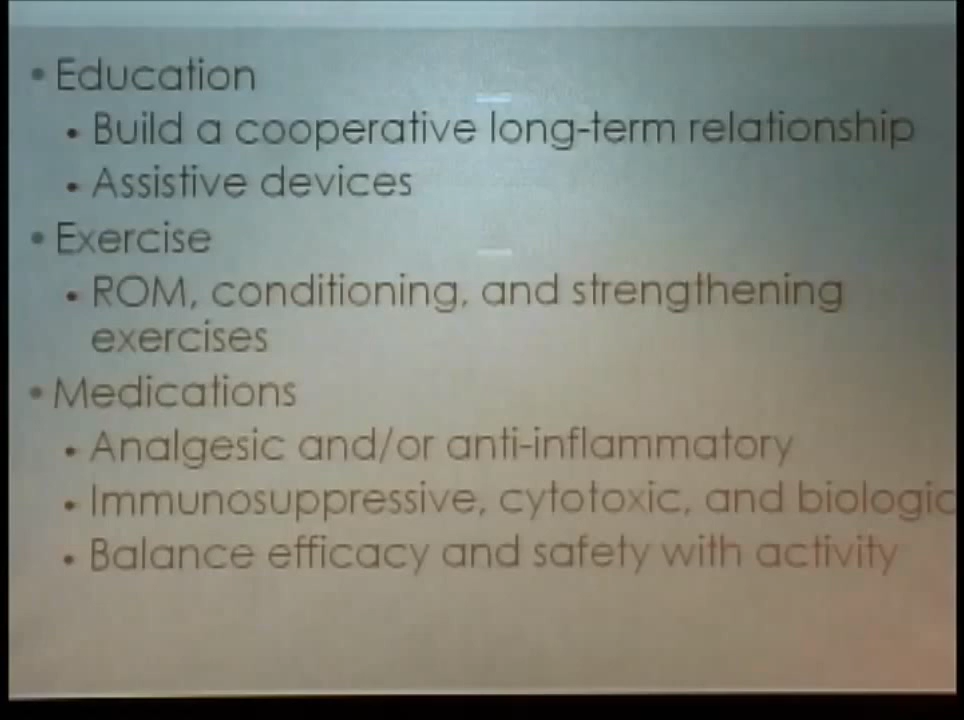 • Education
• Build a cooperative long-term relationship
• Assistive devices
• Exercise
• ROM, conditioning, and strengthening
exercises
• Medications
• Analgesic and/or anti-inflammatory
• Immunosuppressive, cytotoxic, and biologic
• Balance efficacy and safety with activity